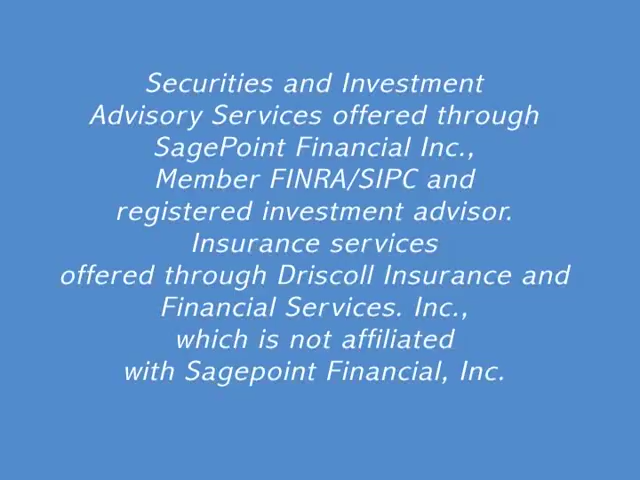 Securities and Investment
Advisory Services offered through
SagePoint Financial Inc.,
Member FINRA/SIPC and
registered investment advisor.
Insurance services
offered through Driscoll Insurance and
Financial Services. Inc.,
which is not affiliated
with Sagepoint Financial, Inc.